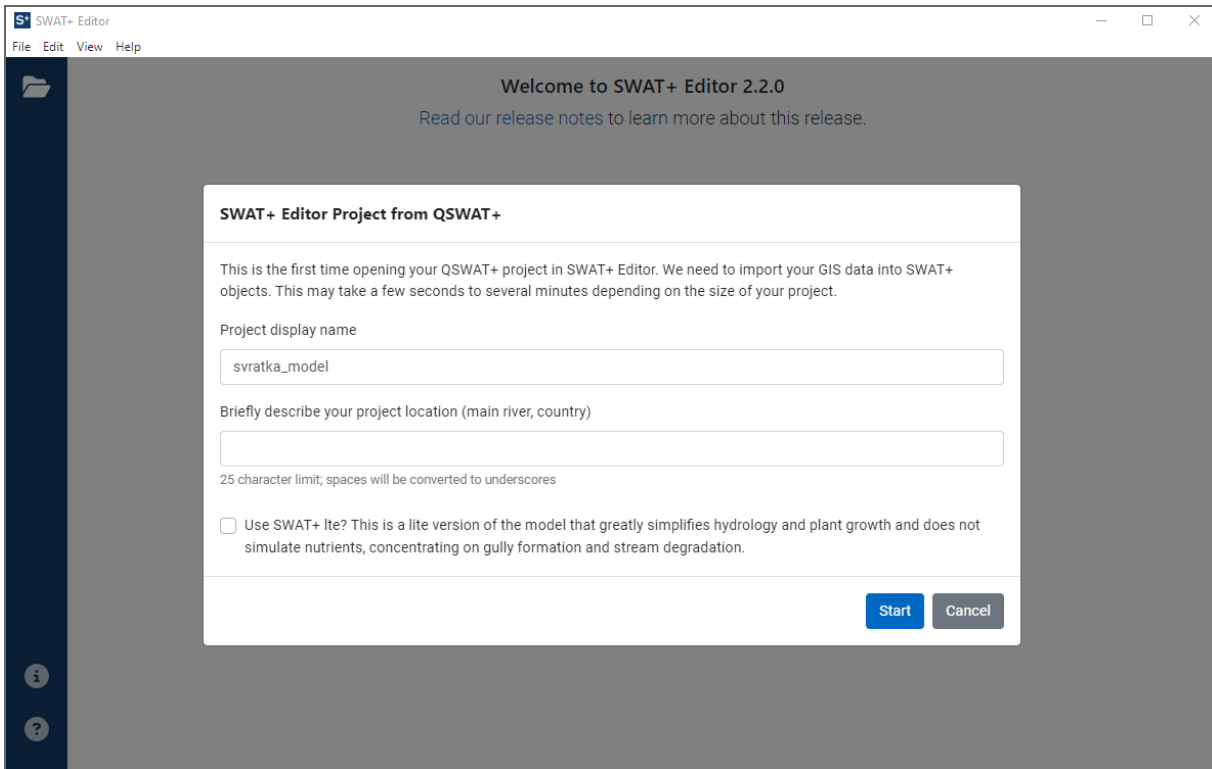 S+ SWAT+ Editor
File Edit View Help
Welcome to SWAT+ Editor 2.2.0
Read our release notes to learn more about this release.
SWAT+ Editor Project from QSWAT+
This is the first time opening your QSWAT+ project in SWAT+ Editor. We need to import your GIS data into SWAT+
objects. This may take a few seconds to several minutes depending on the size of your project.
Project display name
svratka_model
Briefly describe your project location (main river, country)
25 character limit; spaces will be converted to underscores
Use SWAT+ lte? This is a lite version of the model that greatly simplifies hydrology and plant growth and does not
simulate nutrients, concentrating on gully formation and stream degradation.
Start Cancel